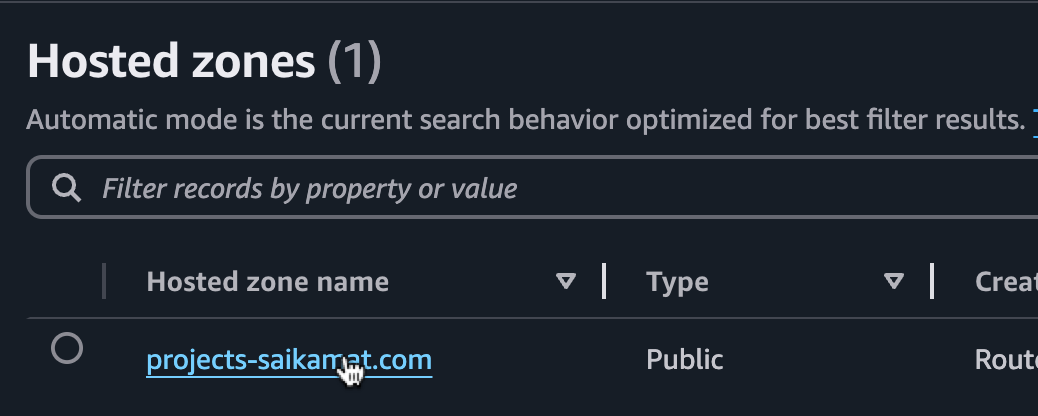 Hosted zones (1)
Automatic mode is the current search behavior optimized for best filter results.
Filter records by property or value
Hosted zone name Type Creat
projects-saikamat.com Public Route